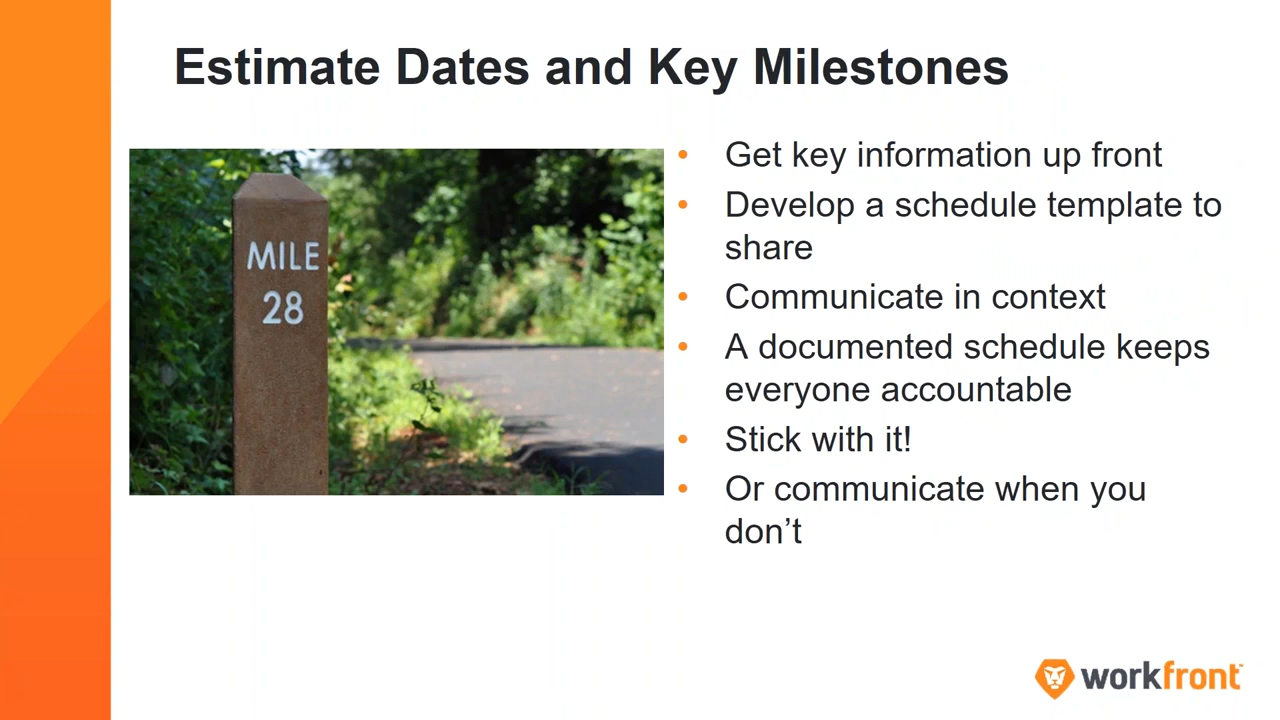 Estimate Dates and Key Milestones
MILE
28
• Get key information up front
• Develop a schedule template to
share
• Communicate in context
• A documented schedule keeps
everyone accountable
• Stick with it!
• Or communicate when you
don’t
workfront™